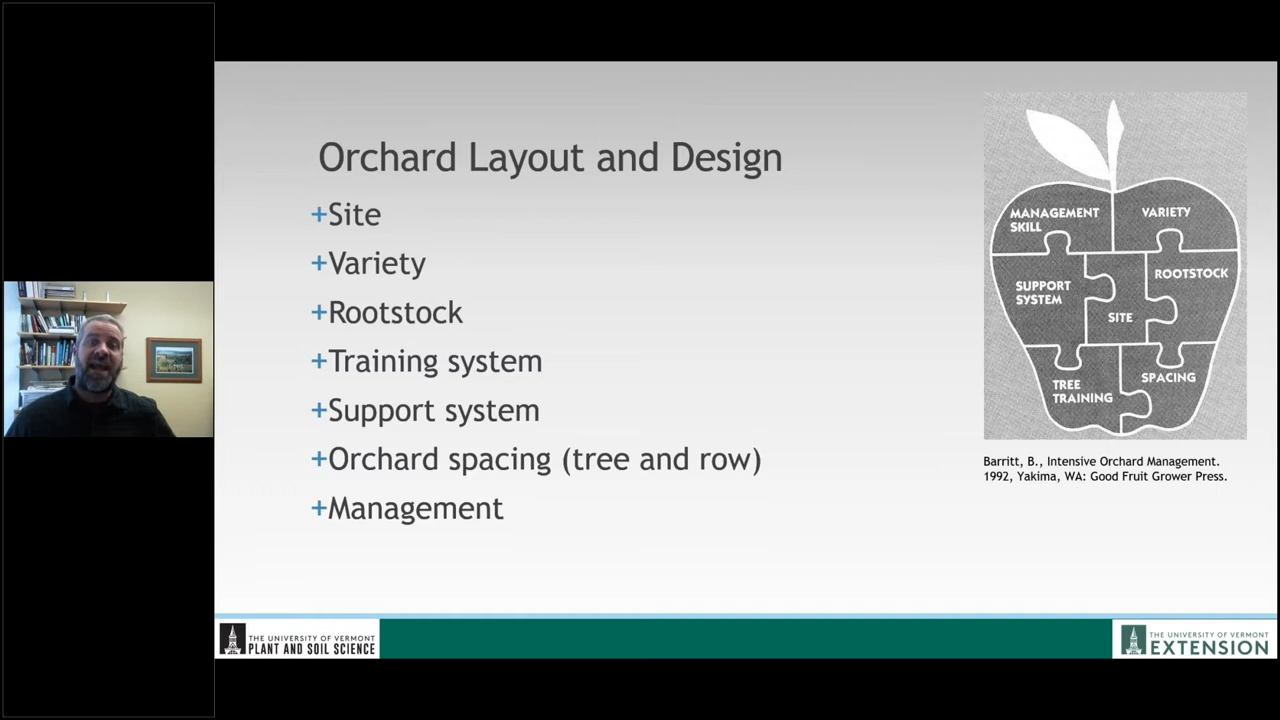 Orchard Layout and Design
+Site
+Variety
+Rootstock
+Training system
+Support system
+Orchard spacing (tree and row)
+Management
MANAGEMENT
SKILL
VARIETY
SUPPORT
SYSTEM
ROOTSTOCK
SITE
TREE
TRAINING
SPACING
Barritt, B., Intensive Orchard Management.
1992, Yakima, WA: Good Fruit Grower Press.
THE UNIVERSITY OF VERMONT
PLANT AND SOIL SCIENCE
THE UNIVERSITY OF VERMONT
EXTENSION